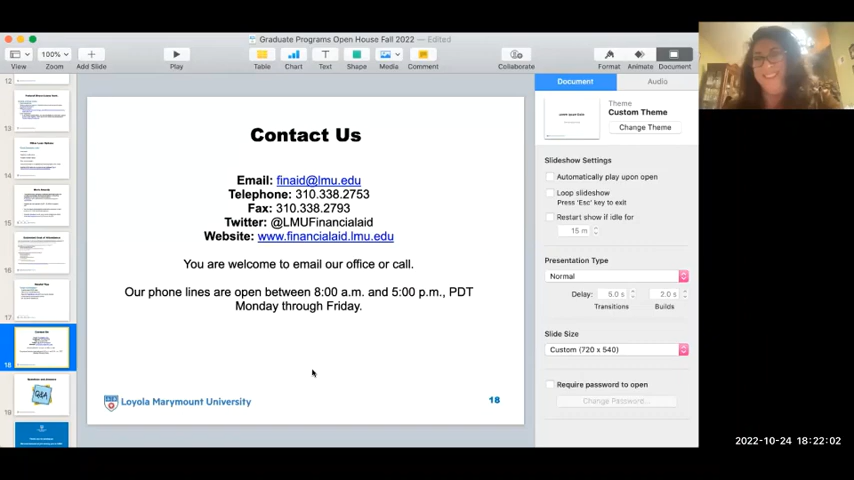 Graduate Programs Open House Fall 2022 — Edited
100%
View
Zoom
Add Slide
Play
Table
Chart
Text
Shape
Media
Comment
Collaborate
Format
Animate
Document
12
13
14
15
16
17
18
Contact Us
Email: finaid@lmu.edu
Telephone: 310.338.2753
Fax: 310.338.2793
Twitter: @LMUFinancialaid
Website: www.financialaid.lmu.edu
You are welcome to email our office or call.
Our phone lines are open between 8:00 a.m. and 5:00 p.m., PDT
Monday through Friday.
Loyola Marymount University
18
Q&A
Document
Audio
Theme
Custom Theme
Change Theme
Slideshow Settings
Automatically play upon open
Loop slideshow
Press 'Esc' key to exit
Restart show if idle for
15 m
Presentation Type
Normal
Delay: 5.0 s 2.0 s
Transitions Builds
Slide Size
Custom (720 x 540)
Require password to open
Change Password...
2022-10-24 18:22:02